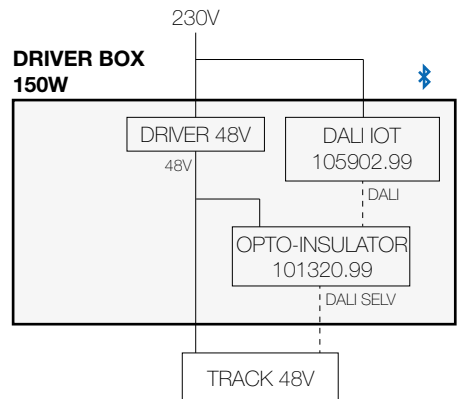 230V
DRIVER BOX
150W
DRIVER 48V
48V
DALI IOT
105902.99
DALI
OPTO-INSULATOR
101320.99
DALI SELV
TRACK 48V